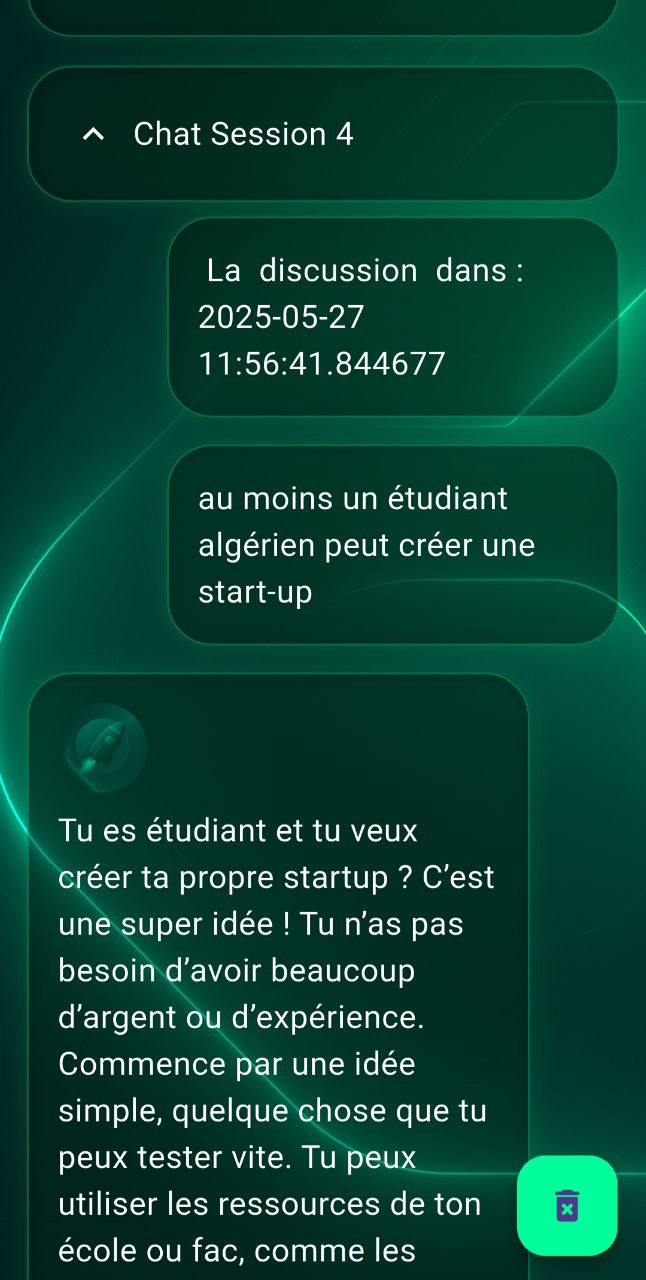 Chat Session 4
La discussion dans :
2025-05-27
11:56:41.844677
au moins un étudiant
algérien peut créer une
start-up
Tu es étudiant et tu veux
créer ta propre startup ? C’est
une super idée ! Tu n’as pas
besoin d’avoir beaucoup
d’argent ou d’expérience.
Commence par une idée
simple, quelque chose que tu
peux tester vite. Tu peux
utiliser les ressources de ton
école ou fac, comme les